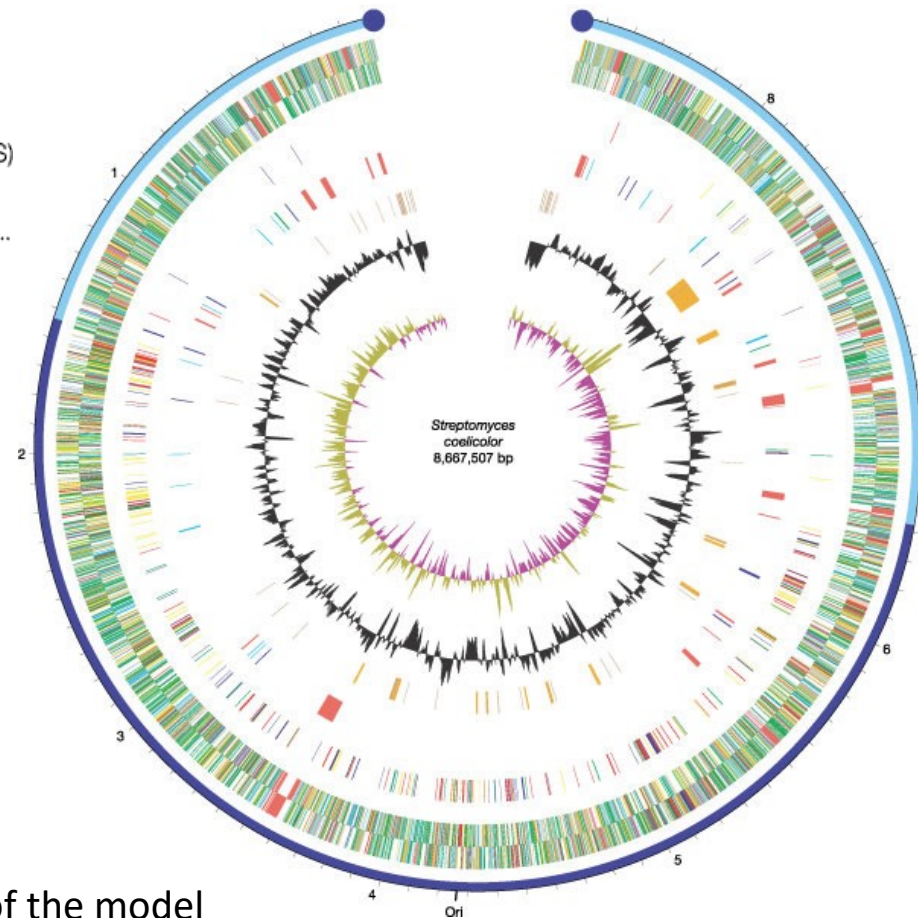 S)
..
8
1
Streptomyces
coelicolor
8,667,507 bp
2
6
3
5
4
Ori
of the model